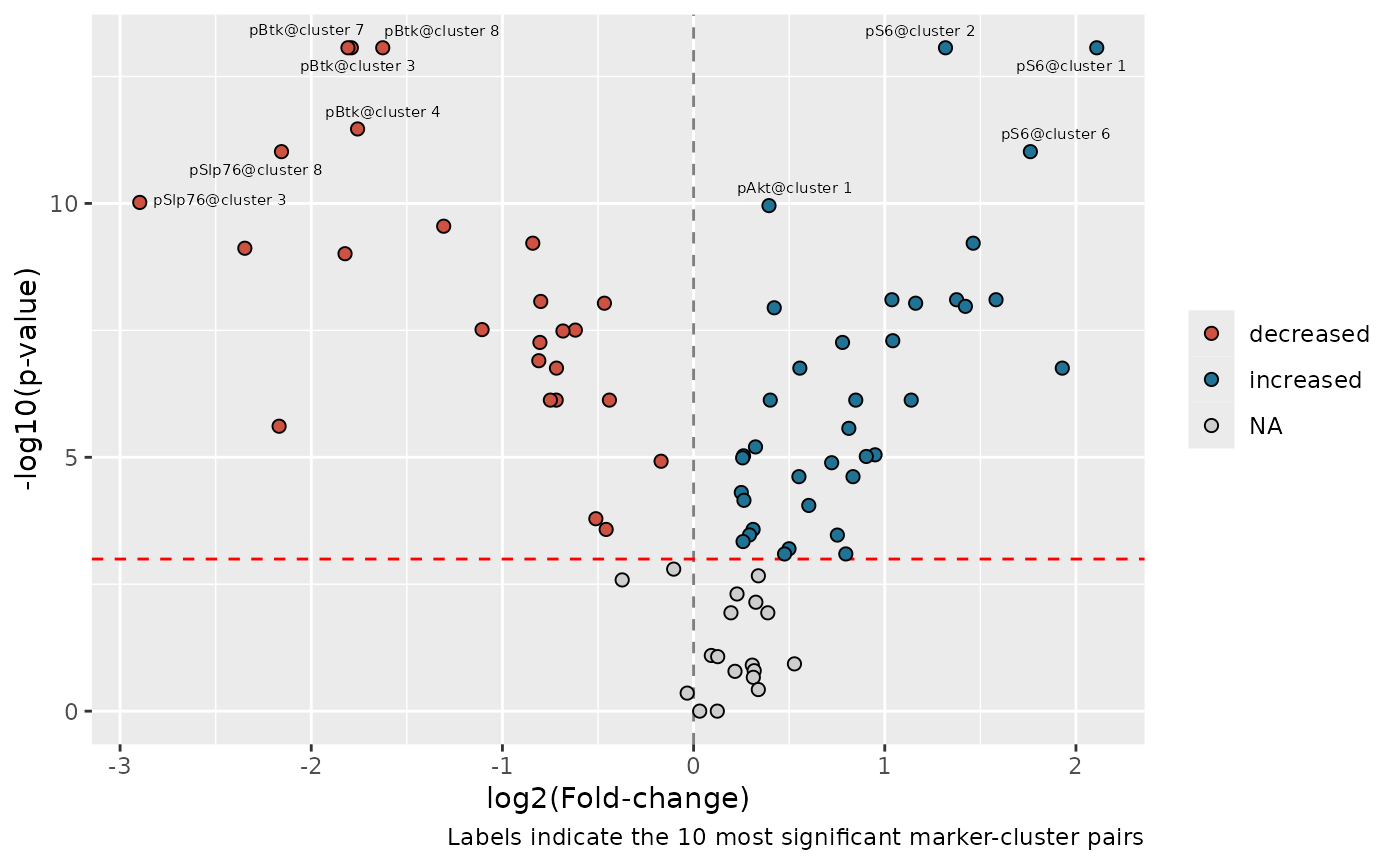 pBtk@cluster 7
pBtk@cluster 8
pS6@cluster 2
pBtk@cluster 3
pS6@cluster 1
pBtk@cluster 4
pS6@cluster 6
pSlp76@cluster 8
pAkt@cluster 1
pSlp76@cluster 3
10
5
0
-log10(p-value)
-3
-2
-1
0
1
2
log2(Fold-change)
decreased
increased
NA
Labels indicate the 10 most significant marker-cluster pairs